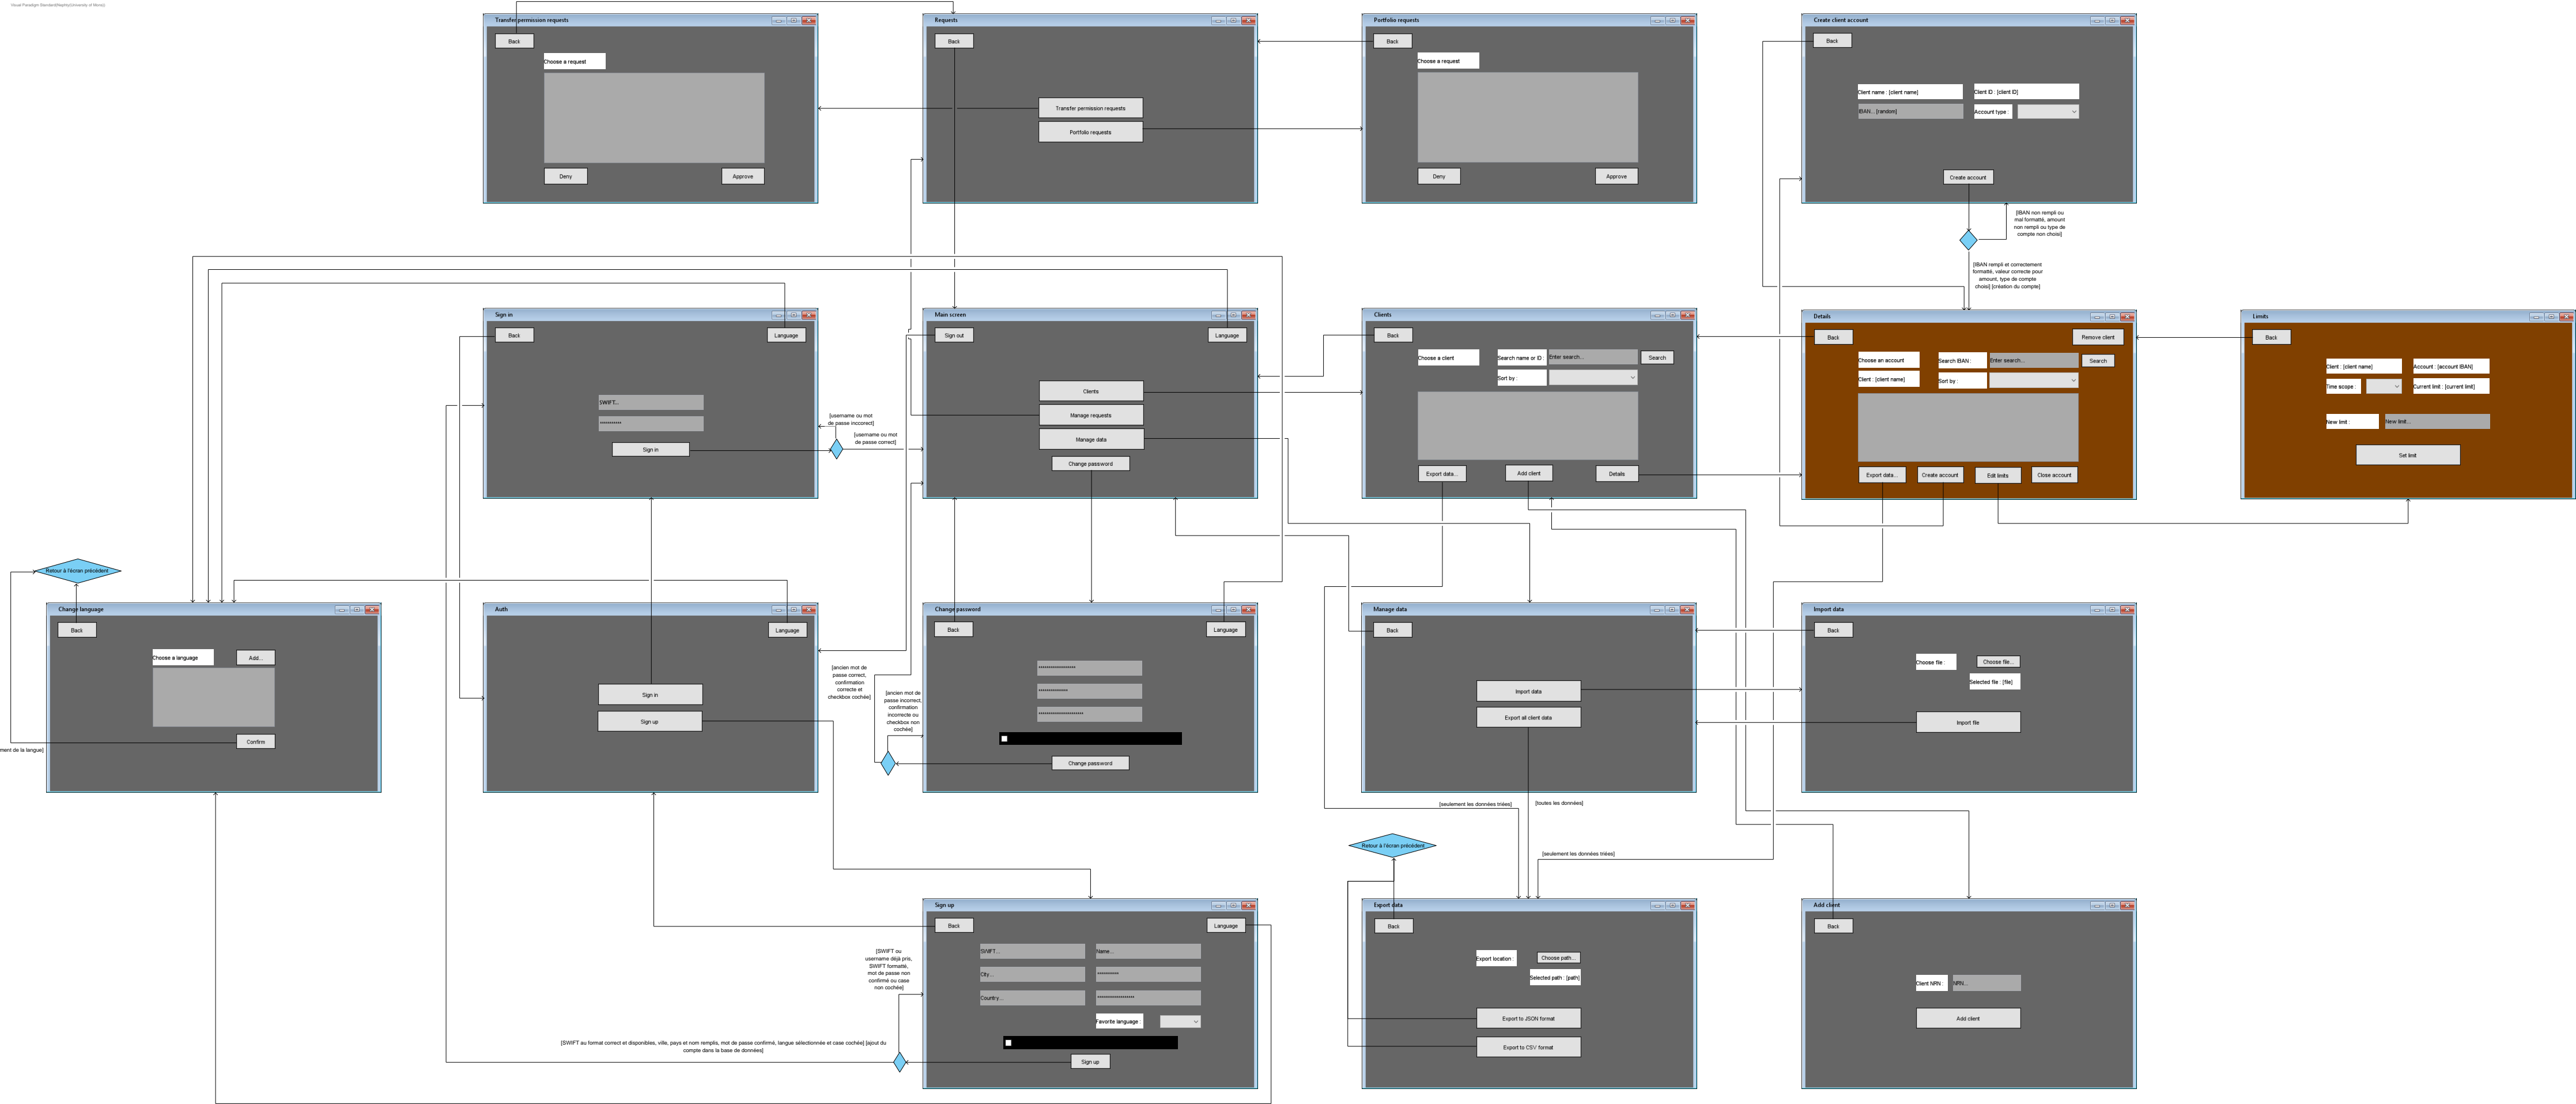 Visual Paradigm Standard(Sepity(University of Illinois))
Transfer permission requests
Back
Choose a request
Deny
Approve
Requests
Back
Transfer permission requests
Portfolio requests
Portfolio requests
Back
Choose a request
Deny
Approve
Create client account
Back
Client name : [client name]
Client ID : [client ID]
IBAN... [random]
Account type :
Create account
[IBAN non rempli ou
mal formatté, amount
non rempli ou type de
compte non choisi]
[IBAN rempli et correctement
formatté, valeur correcte pour
amount, type de compte
choisi] [création du compte]
Sign in
Back
Language
SWIFT...
**********
Sign in
[username ou mot
de passe inccorect]
[username ou mot
de passe correct]
Main screen
Sign out
Language
Clients
Manage requests
Manage data
Change password
Clients
Back
Choose a client
Search name or ID :
Enter search...
Search
Sort by :
Export data...
Add client
Details
Details
Back
Remove client
Choose an account
Search IBAN :
Enter search...
Search
Client : [client name]
Sort by :
Export data...
Create account
Edit limits
Close account
Limits
Back
Client : [client name]
Account : [account IBAN]
Time scope :
Current limit : [current limit]
New limit :
New limit...
Set limit
Retour à l'écran précédent
Change language
Back
Choose a language
Add...
Confirm
ment de la langue]
Auth
Language
Sign in
Sign up
[ancien mot de
passe correct,
confirmation
correcte et
checkbox cochée]
[ancien mot de
passe incorrect,
confirmation
incorrecte ou
checkbox non
cochée]
Change password
Back
Language
*****************
*************
********************
Change password
Manage data
Back
Import data
Export all client data
Import data
Back
Choose file :
Choose file...
Selected file : [file]
Import file
[seulement les données triées]
[toutes les données]
Retour à l'écran précédent
[seulement les données triées]
Sign up
Back
Language
SWIFT...
Name...
City...
**********
Country...
*****************
Favorite language :
Sign up
[SWIFT ou
username déjà pris,
SWIFT formatté,
mot de passe non
confirmé ou case
non cochée]
[SWIFT au format correct et disponibles, ville, pays et nom remplis, mot de passe confirmé, langue sélectionnée et case cochée] [ajout du
compte dans la base de données]
Export data
Back
Export location :
Choose path...
Selected path : [path]
Export to JSON format
Export to CSV format
Add client
Back
Client NRN :
NRN...
Add client